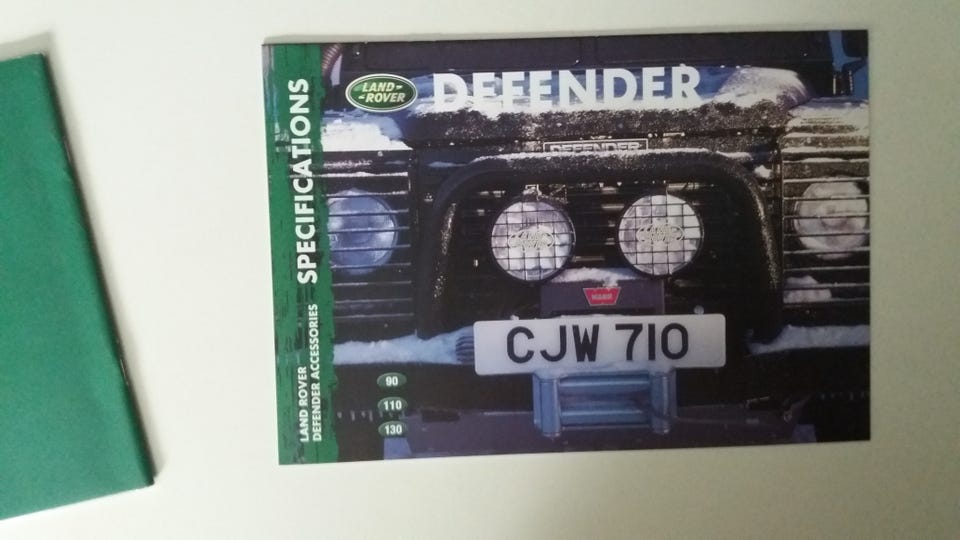 LAND
ROVER
DEFENDER
SPECIFICATIONS
LAND ROVER
DEFENDER ACCESSORIES
DEFENDER
WARN
CJW 710
90
110
130